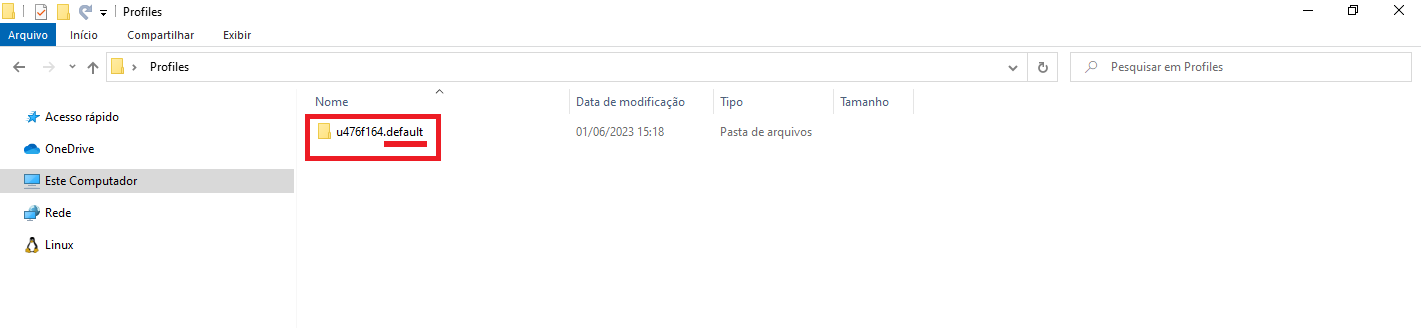 Profiles
Arquivo Início Compartilhar Exibir
Profiles Pesquisar em Profiles
Nome Data de modificação Tipo Tamanho
Acesso rápido
u476f164.default 01/06/2023 15:18 Pasta de arquivos
OneDrive
Este Computador
Rede
Linux